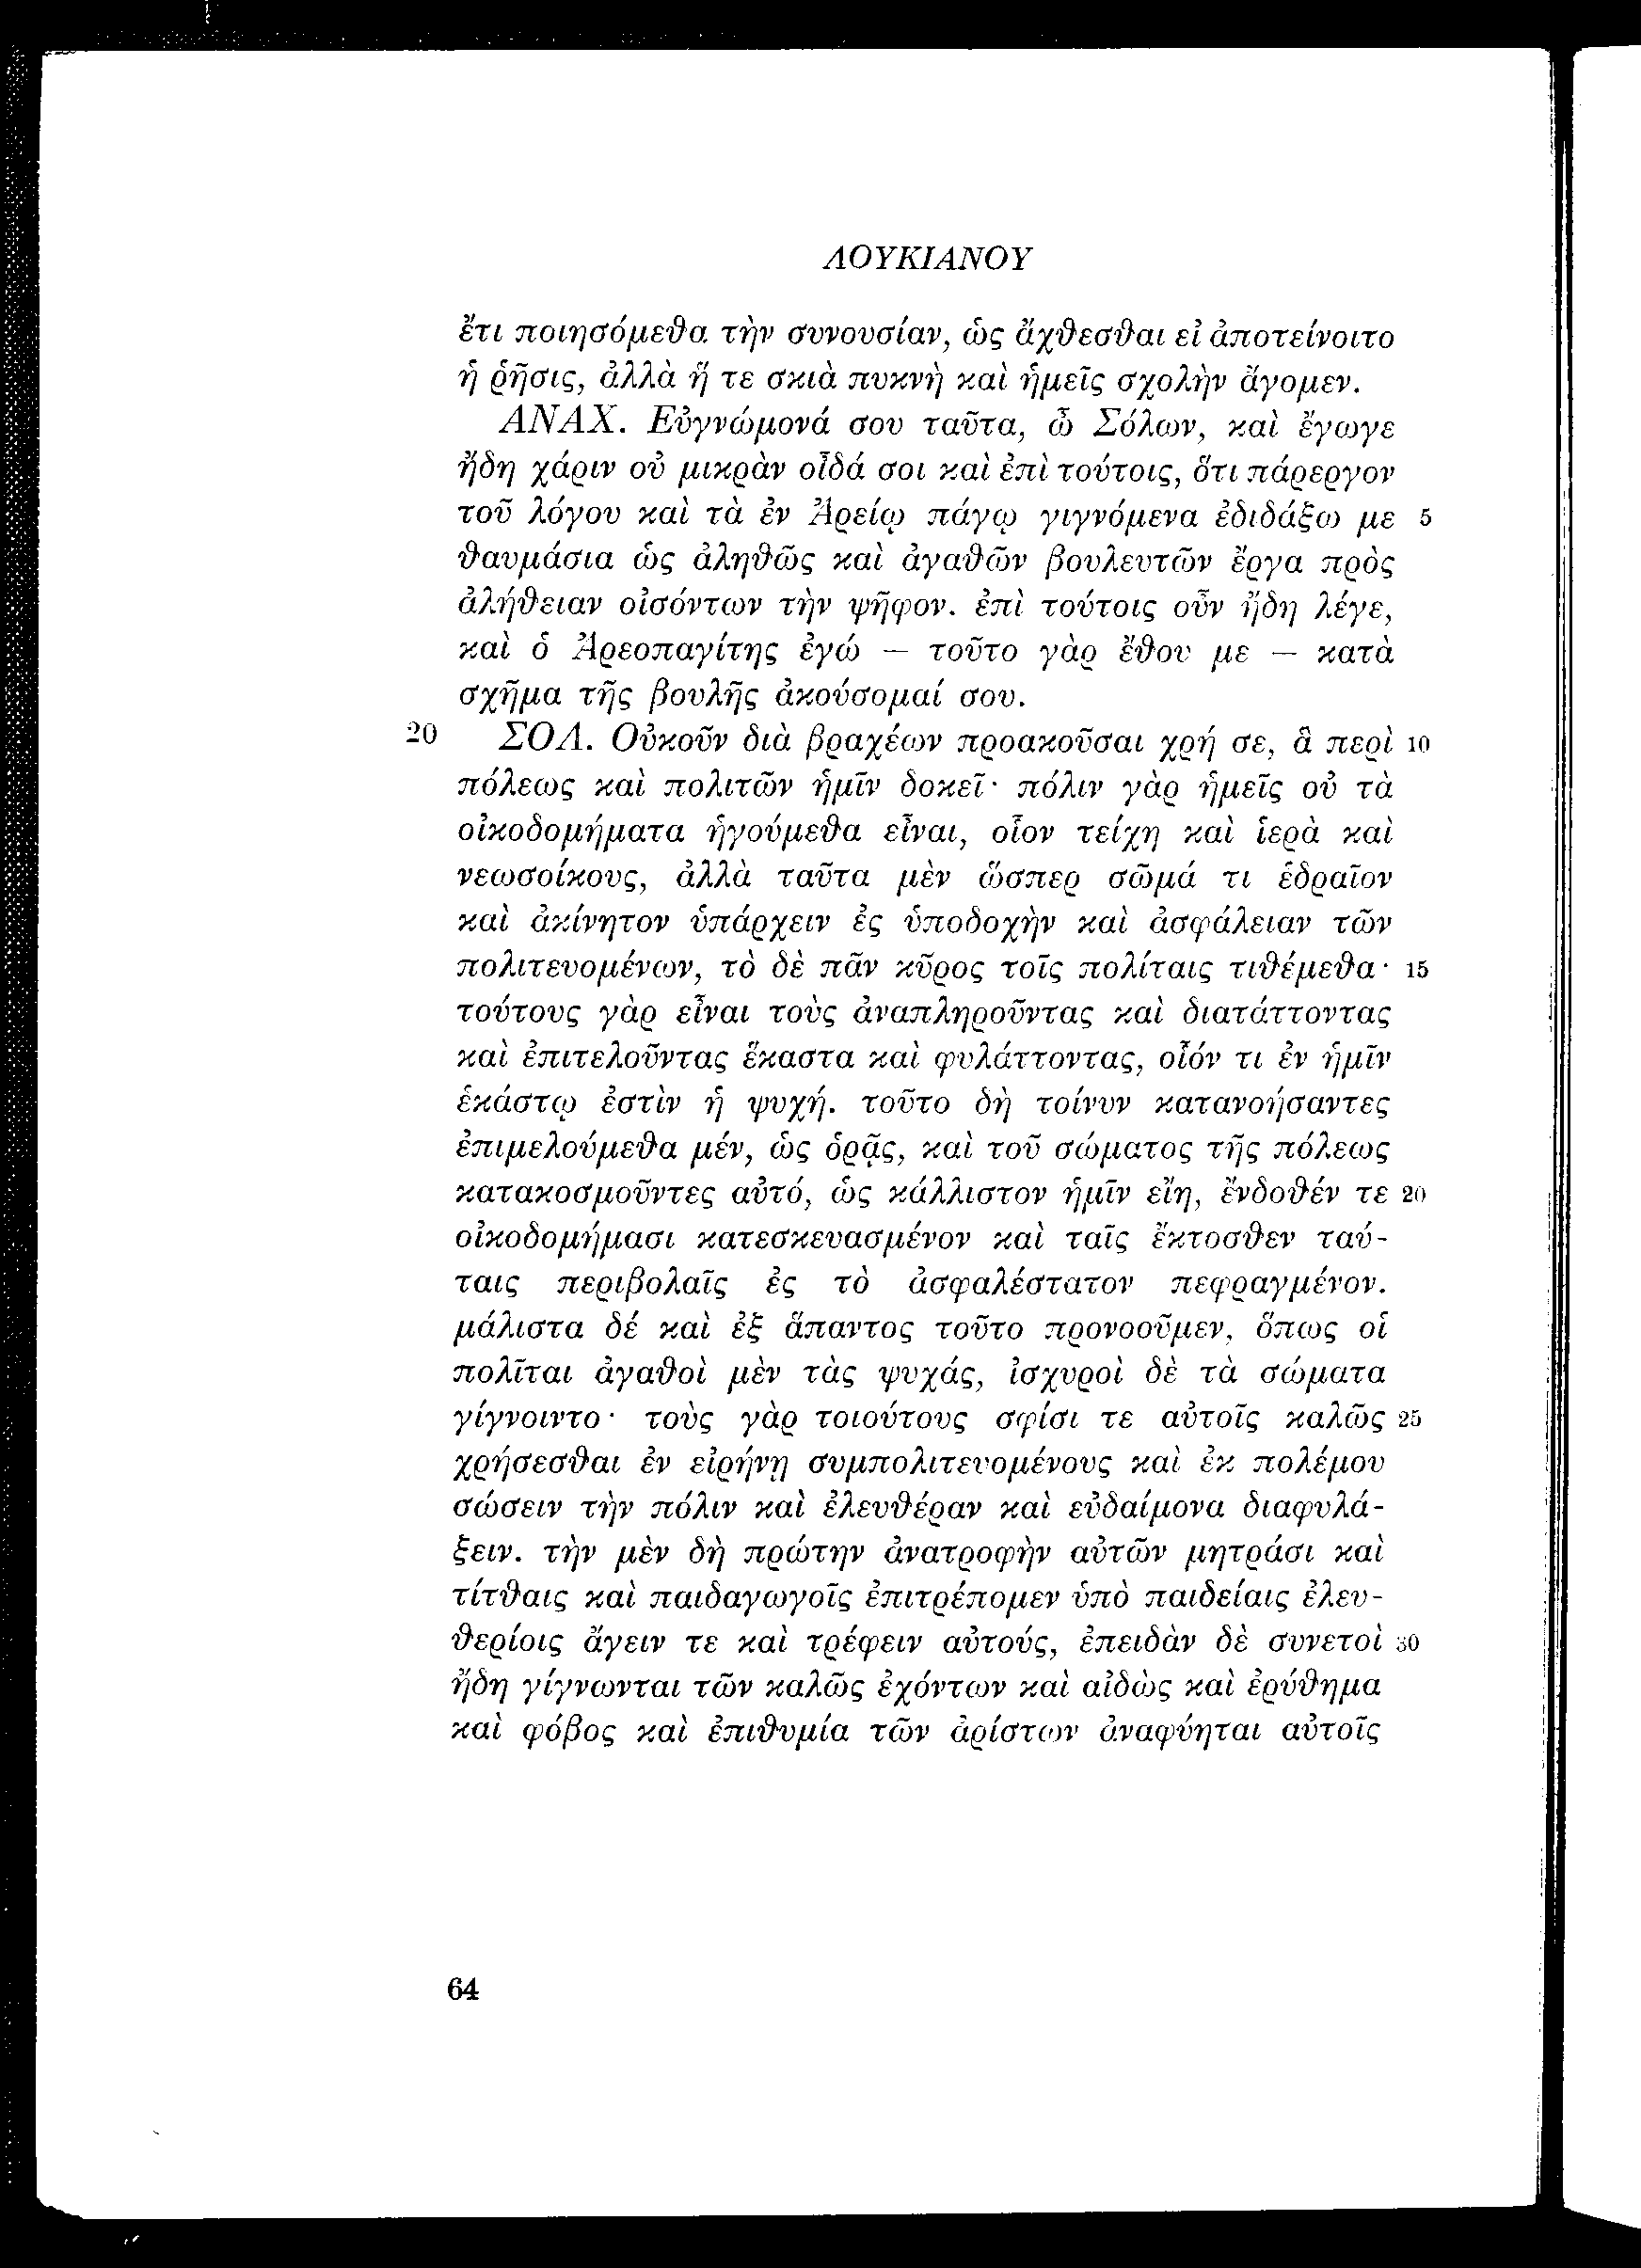 ΛΟΥΚΙΑΝΟΥ
ἔτι ποιησόμεθα τὴν συνουσίαν, ὡς ἄχθεσθαι εἰ ἀποτείνοιτο
ἡ ῥῆσις, ἀλλὰ ἥ τε σκιὰ πυκνὴ καὶ ἡμεῖς σχολὴν ἄγομεν.
ΑΝΑΧ. Εὐγνώμονά σου ταῦτα, ὦ Σόλων, καὶ ἔγωγε
ἤδη χάριν οὐ μικρὰν οἶδά σοι καὶ ἐπὶ τούτοις, ὅτι πάρεργον
τοῦ λόγου καὶ τὰ ἐν Ἀρείῳ πάγῳ γιγνόμενα ἐδιδάξω με 5
θαυμάσια ὡς ἀληθῶς καὶ ἀγαθῶν βουλευτῶν ἔργα πρὸς
ἀλήθειαν οἰσόντων τὴν ψῆφον. ἐπὶ τούτοις οὖν ἤδη λέγε,
καὶ ὁ Ἀρεοπαγίτης ἐγώ – τοῦτο γὰρ ἔθου με – κατὰ
σχῆμα τῆς βουλῆς ἀκούσομαί σου.
20 ΣΟΛ. Οὐκοῦν διὰ βραχέων προακοῦσαι χρή σε, ἃ περὶ 10
πόλεως καὶ πολιτῶν ἡμῖν δοκεῖ· πόλιν γὰρ ἡμεῖς οὐ τὰ
οἰκοδομήματα ἡγούμεθα εἶναι, οἷον τείχη καὶ ἱερὰ καὶ
νεωσοίκους, ἀλλὰ ταῦτα μὲν ὥσπερ σῶμά τι ἑδραῖον
καὶ ἀκίνητον ὑπάρχειν ἐς ὑποδοχὴν καὶ ἀσφάλειαν τῶν
πολιτευομένων, τὸ δὲ πᾶν κῦρος τοῖς πολίταις τιθέμεθα· 15
τούτους γὰρ εἶναι τοὺς ἀναπληροῦντας καὶ διατάττοντας
καὶ ἐπιτελοῦντας ἕκαστα καὶ φυλάττοντας, οἷόν τι ἐν ἡμῖν
ἑκάστῳ ἐστὶν ἡ ψυχή. τοῦτο δὴ τοίνυν κατανοήσαντες
ἐπιμελούμεθα μέν, ὡς ὁρᾷς, καὶ τοῦ σώματος τῆς πόλεως
κατακοσμοῦντες αὐτό, ὡς κάλλιστον ἡμῖν εἴη, ἔνδοθέν τε 20
οἰκοδομήμασι κατεσκευασμένον καὶ ταῖς ἔκτοσθεν ταύ-
ταις περιβολαῖς ἐς τὸ ἀσφαλέστατον πεφραγμένον.
μάλιστα δέ καὶ ἐξ ἅπαντος τοῦτο προνοοῦμεν, ὅπως οἱ
πολῖται ἀγαθοὶ μὲν τὰς ψυχάς, ἰσχυροὶ δὲ τὰ σώματα
γίγνοιντο· τοὺς γὰρ τοιούτους σφίσι τε αὐτοῖς καλῶς 25
χρήσεσθαι ἐν εἰρήνῃ συμπολιτευομένους καὶ ἐκ πολέμου
σώσειν τὴν πόλιν καὶ ἐλευθέραν καὶ εὐδαίμονα διαφυλά-
ξειν. τὴν μὲν δὴ πρώτην ἀνατροφὴν αὐτῶν μητράσι καὶ
τίτθαις καὶ παιδαγωγοῖς ἐπιτρέπομεν ὑπὸ παιδείαις ἐλευ-
θερίοις ἄγειν τε καὶ τρέφειν αὐτούς, ἐπειδὰν δὲ συνετοὶ 30
ἤδη γίγνωνται τῶν καλῶς ἐχόντων καὶ αἰδὼς καὶ ἐρύθημα
καὶ φόβος καὶ ἐπιθυμία τῶν ἀρίστων ἀναφύηται αὐτοῖς
64